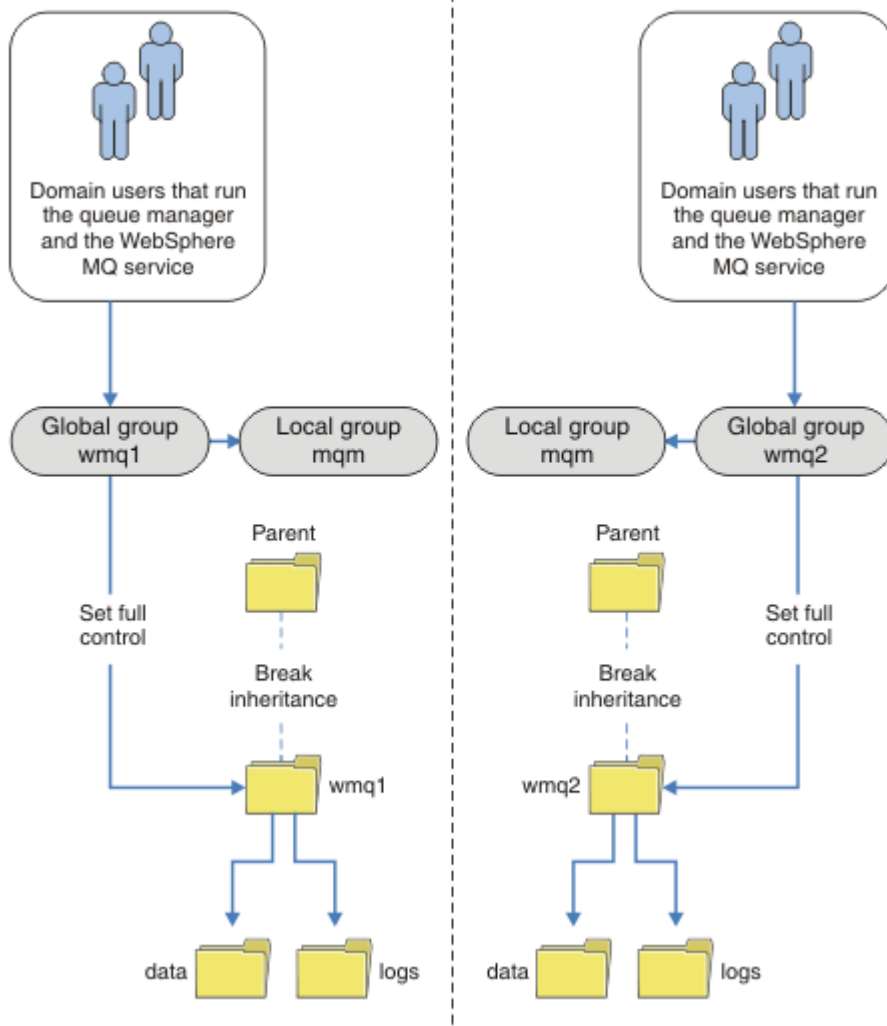 Domain users that run
the queue manager
and the WebSphere
MQ service
Global group
wmq1
Local group
mqm
Parent
Set full
control
Break
inheritance
wmq1
data
logs
Domain users that run
the queue manager
and the WebSphere
MQ service
Local group
mqm
Global group
wmq2
Parent
Set full
control
Break
inheritance
wmq2
data
logs